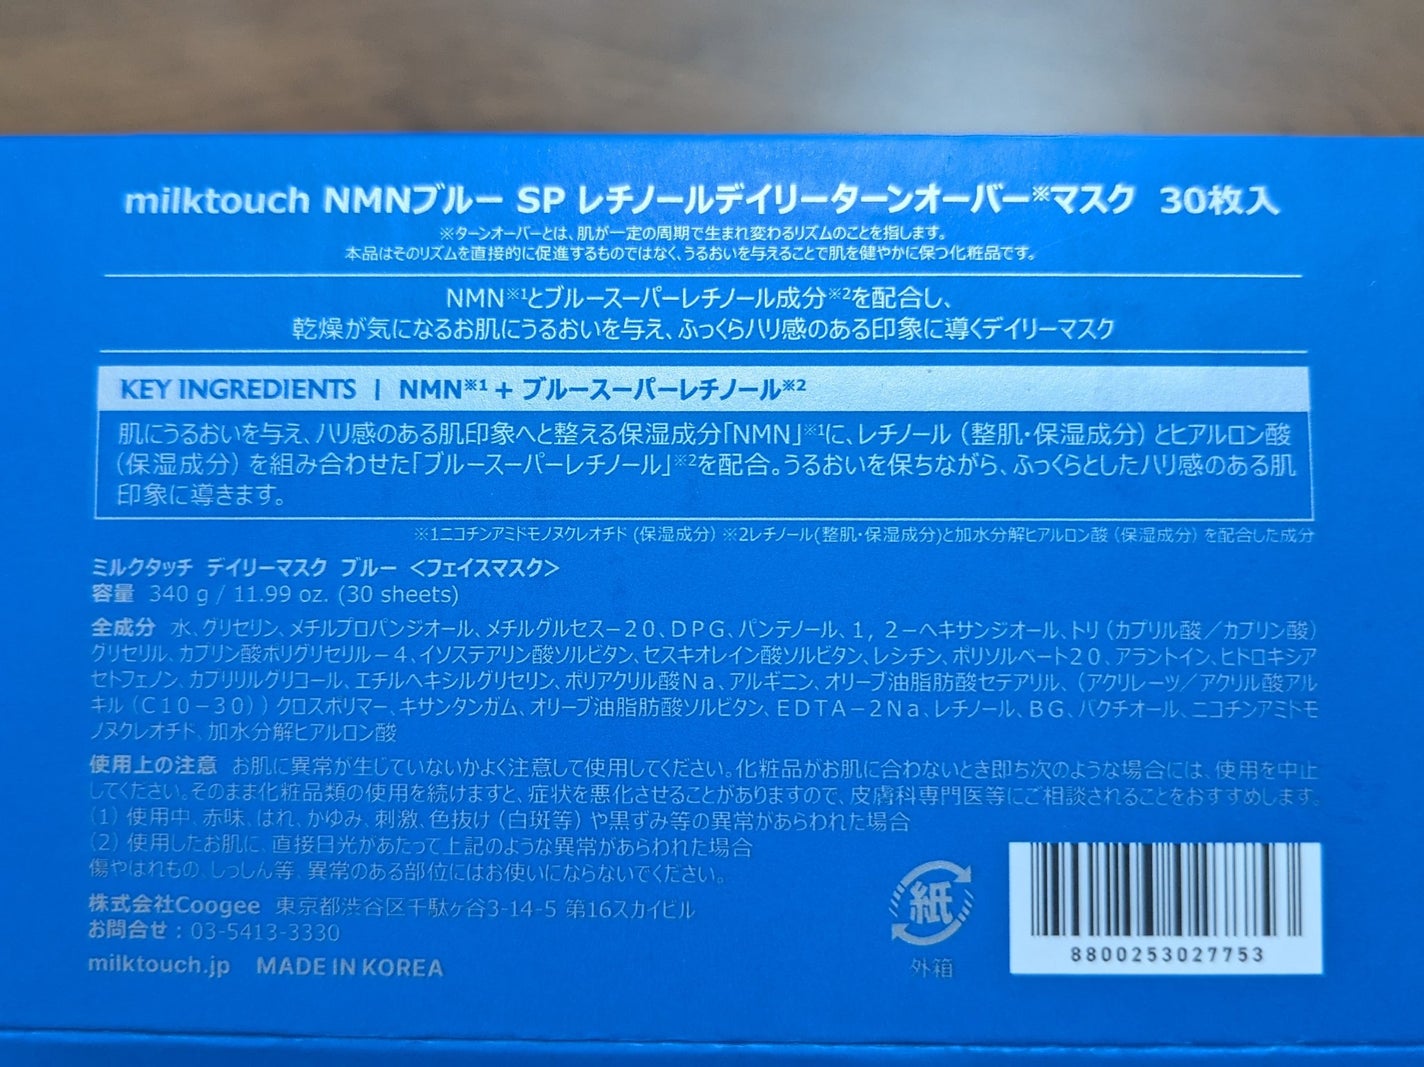 milktouch NMNブルー SP レチノールデイリーターンオーバー※マスク 30枚入
※ターンオーバーとは、肌が一定の周期で生まれ変わるリズムのことを指します。
本品はそのリズムを直接的に促進するものではなく、うるおいを与えることで肌を健やかに保つ化粧品です。
NMN※1とブルースーパーレチノール成分※2を配合し、
乾燥が気になるお肌にうるおいを与え、ふっくらハリ感のある印象に導くデイリーマスク
KEY INGREDIENTS | NMN※1 + ブルースーパーレチノール※2
肌にうるおいを与え、ハリ感のある肌印象へと整える保湿成分「NMN」※1に、レチノール（整肌・保湿成分）とヒアルロン酸
（保湿成分）を組み合わせた「ブルースーパーレチノール」※2を配合。うるおいを保ちながら、ふっくらとしたハリ感のある肌
印象に導きます。
※1ニコチンアミドモノヌクレオチド (保湿成分) ※2レチノール(整肌・保湿成分)と加水分解ヒアルロン酸（保湿成分）を配合した成分
ミルクタッチ デイリーマスク ブルー ＜フェイスマスク＞
容量 340 g / 11.99 oz. (30 sheets)
全成分 水、グリセリン、メチルプロパンジオール、メチルグルセス－２０、ＤＰＧ、パンテノール、１，２－ヘキサンジオール、トリ（カプリル酸／カプリン酸）
グリセリル、カプリン酸ポリグリセリル－４、イソステアリン酸ソルビタン、セスキオレイン酸ソルビタン、レシチン、ポリソルベート２０、アラントイン、ヒドロキシア
セトフェノン、カプリリルグリコール、エチルヘキシルグリセリン、ポリアクリル酸Ｎａ、アルギニン、オリーブ油脂肪酸セテアリル、（アクリレーツ／アクリル酸アル
キル（Ｃ１０－３０））クロスポリマー、キサンタンガム、オリーブ油脂肪酸ソルビタン、ＥＤＴＡ－２Ｎａ、レチノール、ＢＧ、バクチオール、ニコチンアミドモ
ノヌクレオチド、加水分解ヒアルロン酸
使用上の注意 お肌に異常が生じていないかよく注意して使用してください。化粧品がお肌に合わないとき即ち次のような場合には、使用を中止
してください。そのまま化粧品類の使用を続けますと、症状を悪化させることがありますので、皮膚科専門医等にご相談されることをおすすめします。
(1) 使用中、赤味、はれ、かゆみ、刺激、色抜け（白斑等）や黒ずみ等の異常があらわれた場合
(2) 使用したお肌に、直接日光があたって上記のような異常があらわれた場合
傷やはれもの、しっしん等、異常のある部位にはお使いにならないでください。
株式会社Coogee 東京都渋谷区千駄ヶ谷3-14-5 第16スカイビル
お問合せ：03-5413-3330
milktouch.jp MADE IN KOREA
紙
外箱
8800253027753